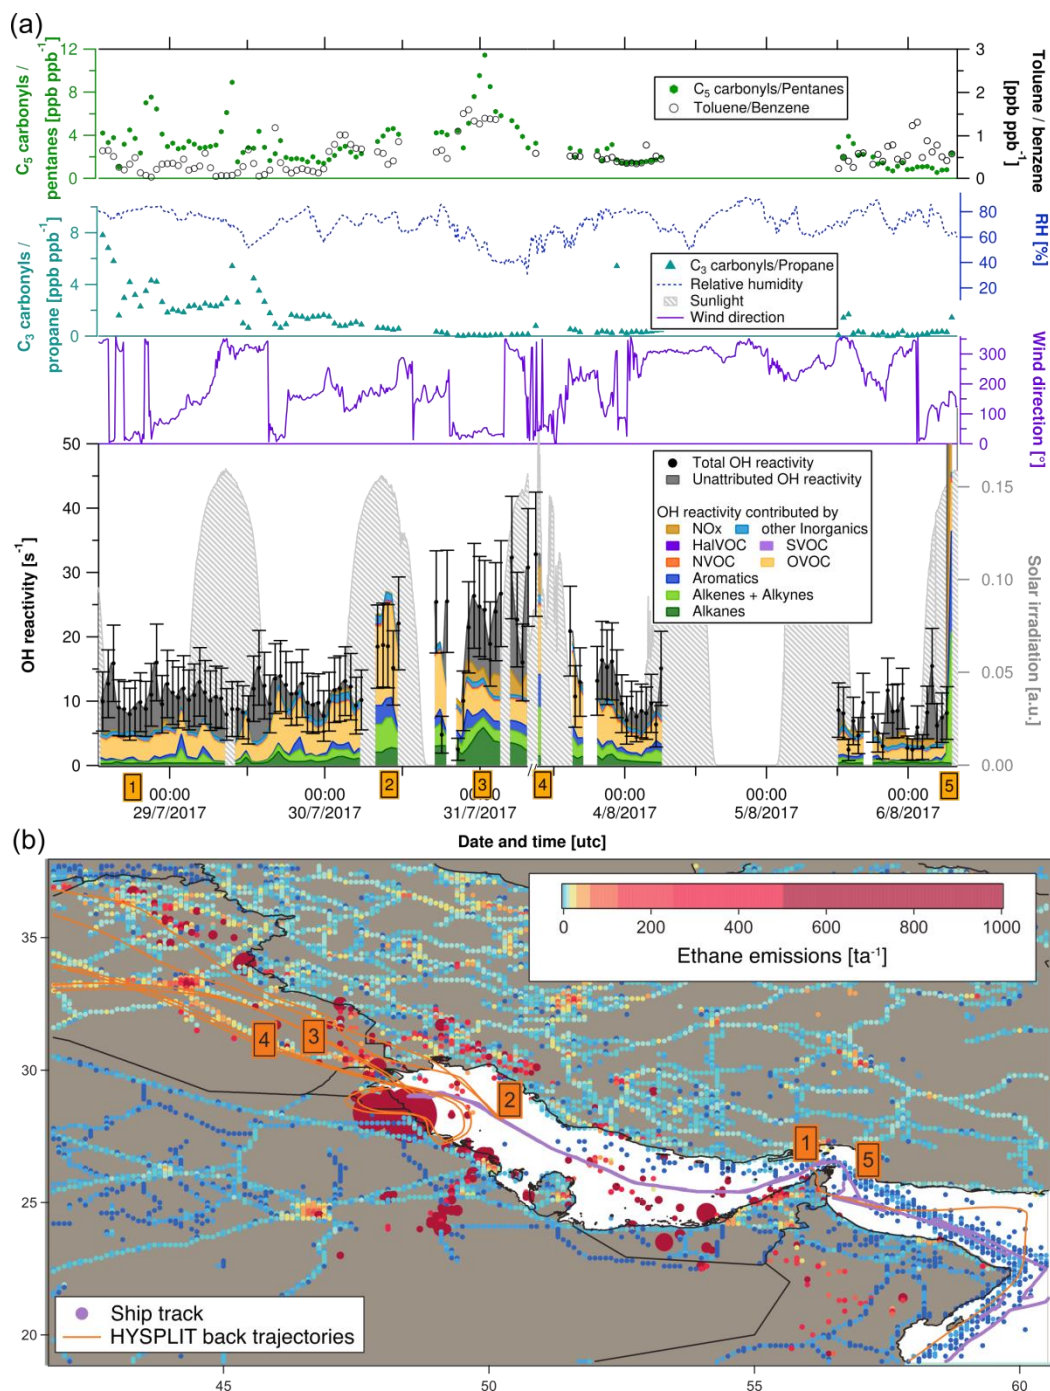 (a)
C5 carbonyls /
pentanes [ppb ppb-1]
12
8
4
0
C5 carbonyls/Pentanes
Toluene/Benzene
3
2
1
0
Toluene / benzene
[ppb ppb-1]
C3 carbonyls /
propane [ppb ppb-1]
8
4
0
C3 carbonyls/Propane
Relative humidity
Sunlight
Wind direction
80
60
40
20
RH [%]
300
200
100
0
Wind direction [°]
OH reactivity [s-1]
50
40
30
20
10
0
Total OH reactivity
Unattributed OH reactivity
OH reactivity contributed by
NOx other Inorganics
HalVOC SVOC
NVOC OVOC
Aromatics
Alkenes + Alkynes
Alkanes
0.15
0.10
0.05
0.00
Solar irradiation [a.u.]
1 2 3 4 5
00:00 00:00 00:00 00:00 00:00 00:00
29/7/2017 30/7/2017 31/7/2017 4/8/2017 5/8/2017 6/8/2017
Date and time [utc]
(b)
0 200 400 600 800 1000
Ethane emissions [ta-1]
35
30
25
20
4 3
2
1
5
Ship track
HYSPLIT back trajectories
45 50 55 60